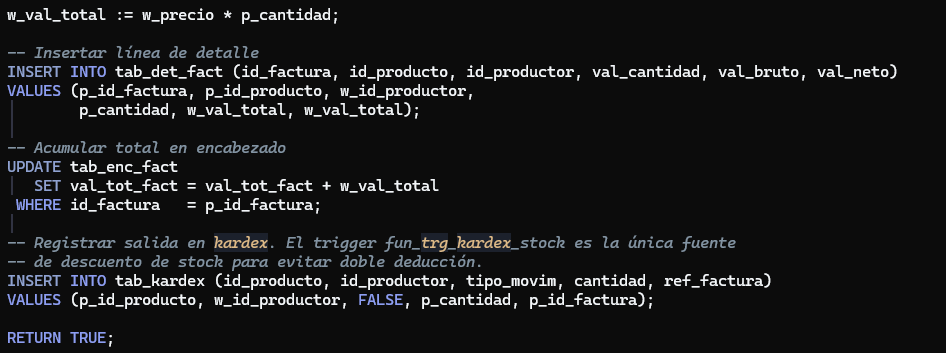 w_val_total := w_precio * p_cantidad;
-- Insertar línea de detalle
INSERT INTO tab_det_fact (id_factura, id_producto, id_productor, val_cantidad, val_bruto, val_neto)
VALUES (p_id_factura, p_id_producto, w_id_productor,
p_cantidad, w_val_total, w_val_total);
-- Acumular total en encabezado
UPDATE tab_enc_fact
SET val_tot_fact = val_tot_fact + w_val_total
WHERE id_factura   = p_id_factura;
-- Registrar salida en kardex. El trigger fun_trg_kardex_stock es la única fuente
-- de descuento de stock para evitar doble deducción.
INSERT INTO tab_kardex (id_producto, id_productor, tipo_movim, cantidad, ref_factura)
VALUES (p_id_producto, w_id_productor, FALSE, p_cantidad, p_id_factura);
RETURN TRUE;